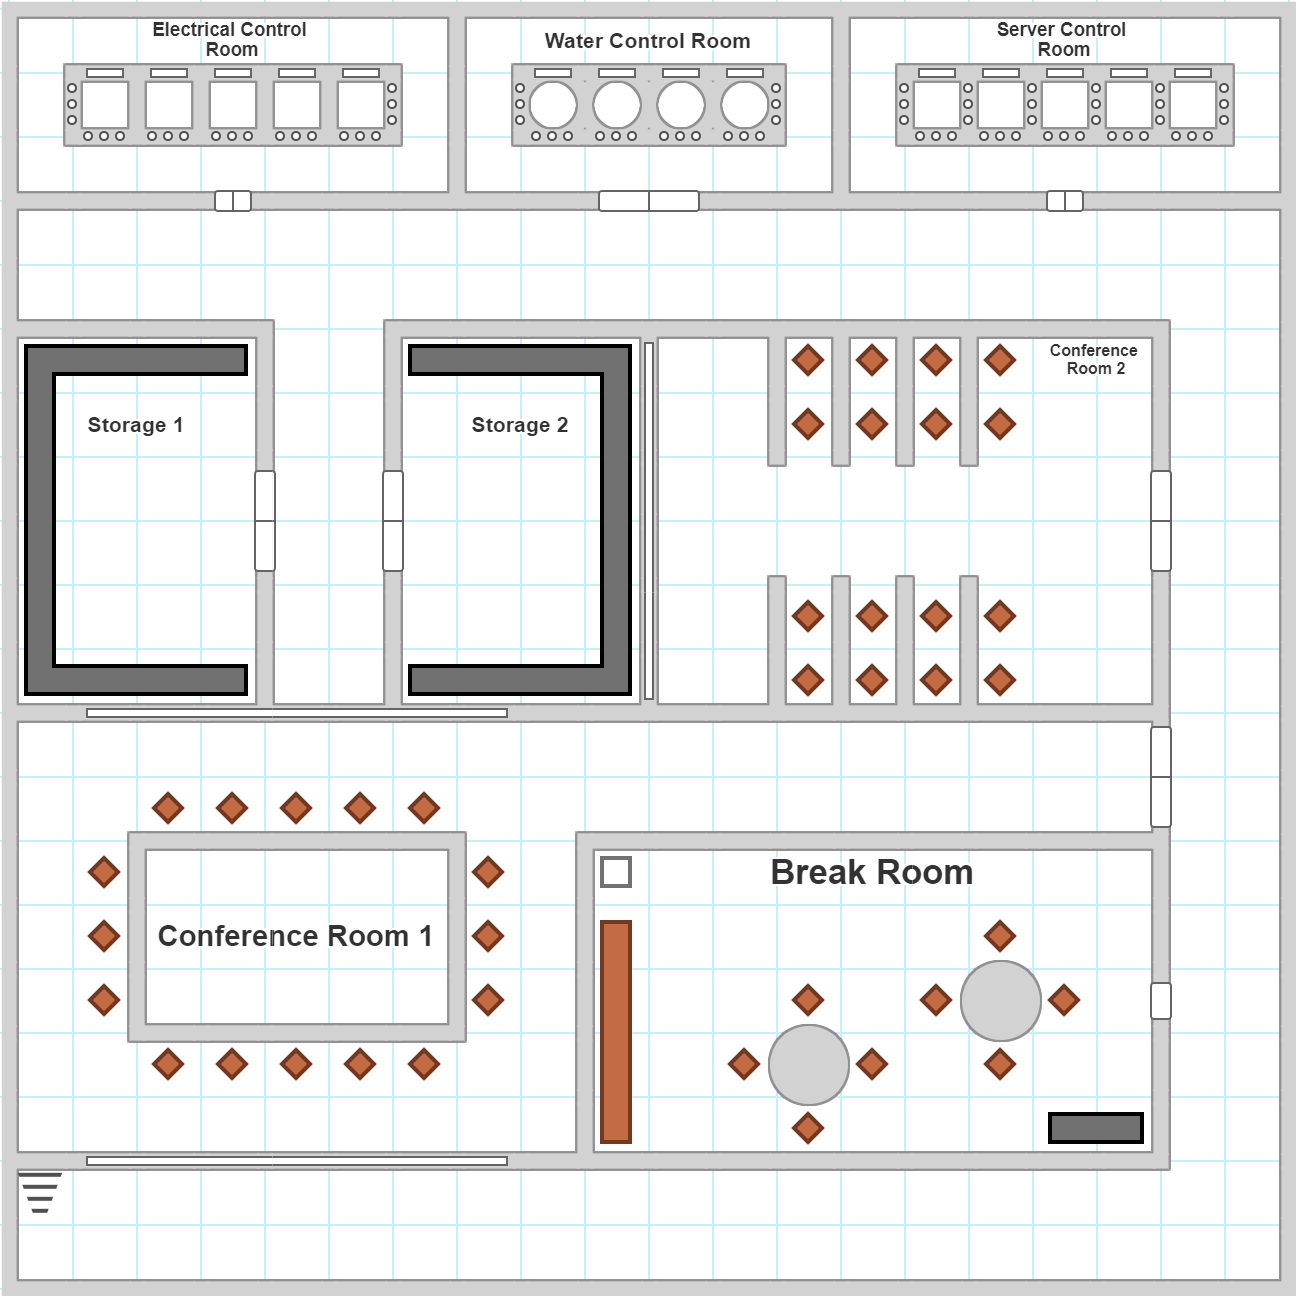 Electrical Control
Room
Water Control Room
Server Control
Room
Conference
Room 2
Storage 1
Storage 2
Break Room
Conference Room 1